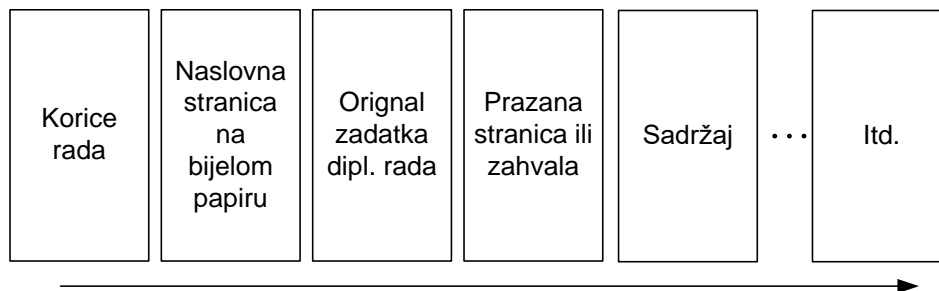 Korice
rada
Naslovna
stranica
na
bijelom
papiru
Orignal
zadatka
dipl. rada
Prazana
stranica ili
zahvala
Sadržaj
...
Itd.